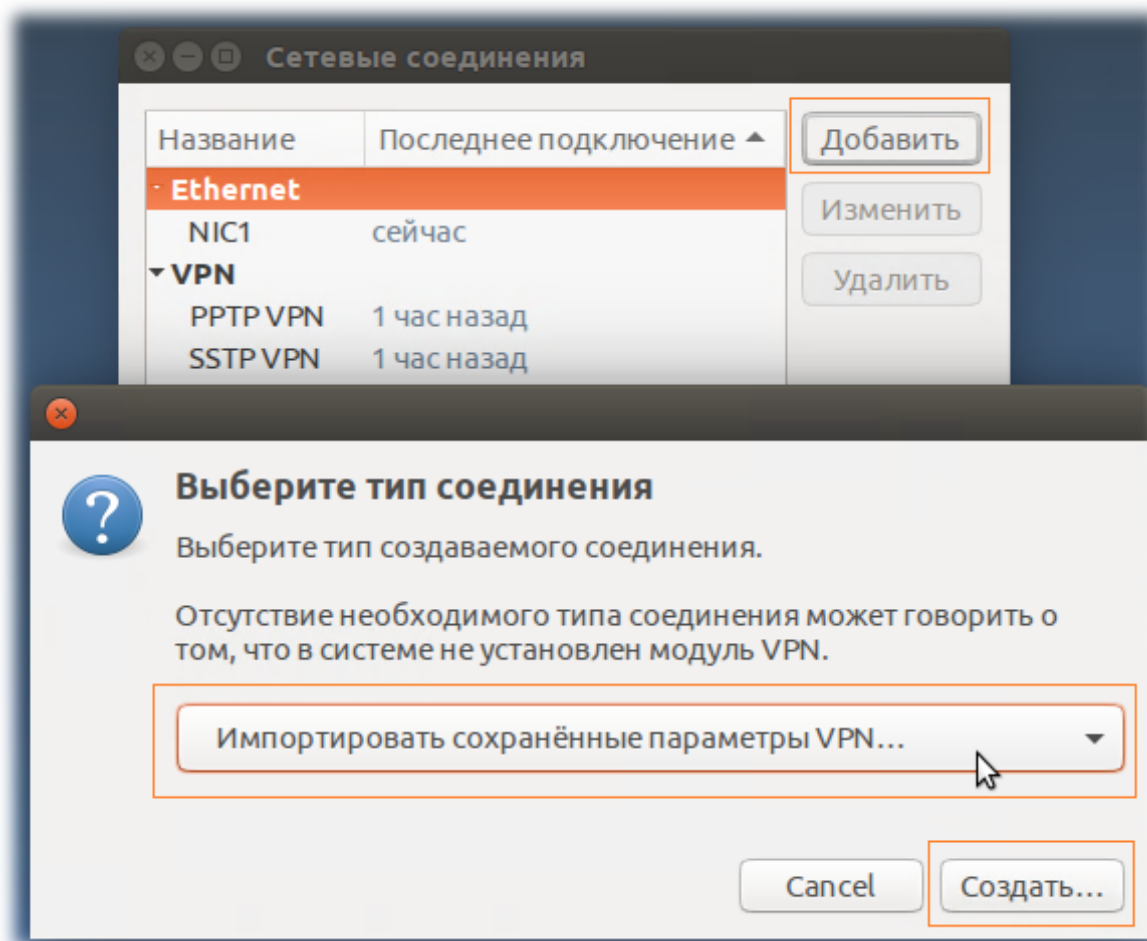 Сетевые соединения
Название Последнее подключение Добавить
Ethernet Изменить
NIC1 сейчас
VPN Удалить
PPTP VPN 1 час назад
SSTP VPN 1 час назад
Выберите тип соединения
Выберите тип создаваемого соединения.
Отсутствие необходимого типа соединения может говорить о
том, что в системе не установлен модуль VPN.
Импортировать сохранённые параметры VPN...
Cancel Создать...